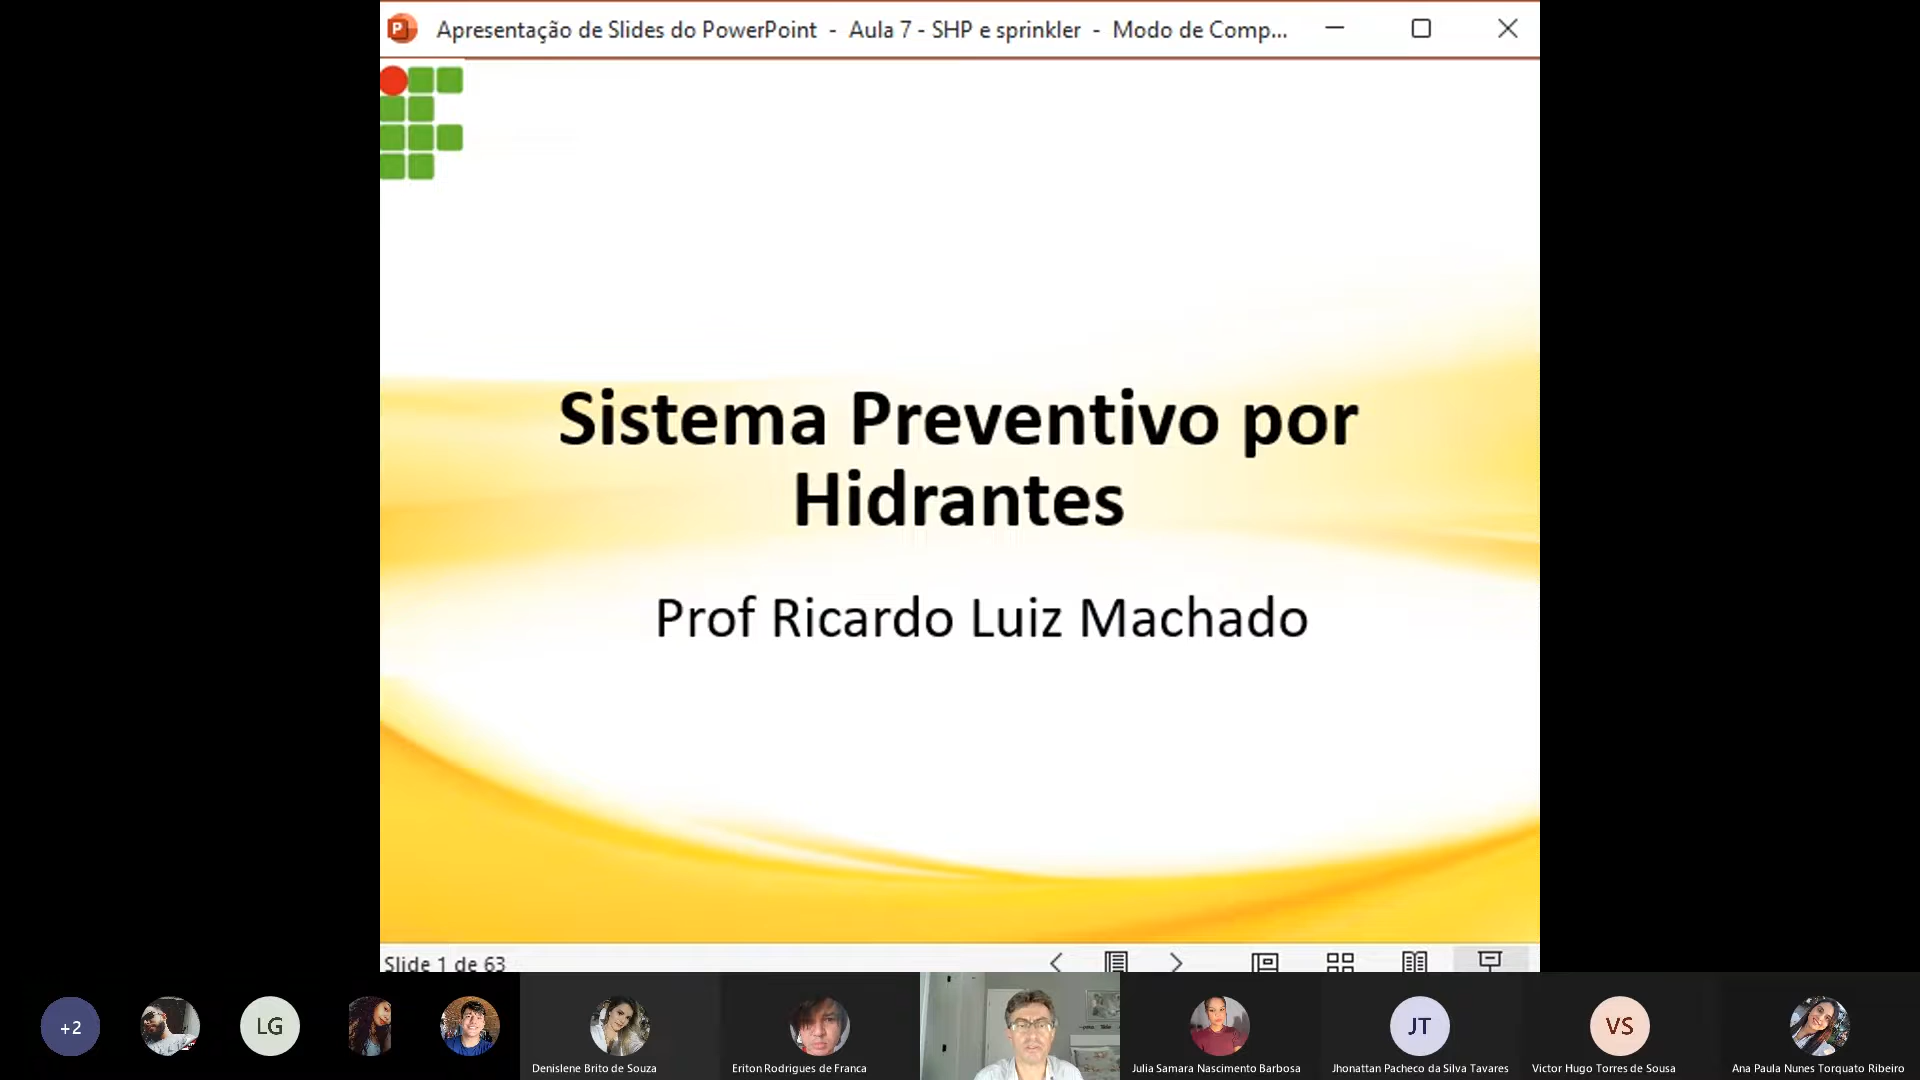 Apresentação de Slides do PowerPoint - Aula 7 - SHP e sprinkler - Modo de Comp...
Sistema Preventivo por
Hidrantes
Prof Ricardo Luiz Machado
Slide 1 de 63
+2
LG
JT
VS
Denislene Brito de Souza
Eriton Rodrigues de Franca
Julia Samara Nascimento Barbosa
Jhonattan Pacheco da Silva Tavares
Victor Hugo Torres de Sousa
Ana Paula Nunes Torquato Ribeiro